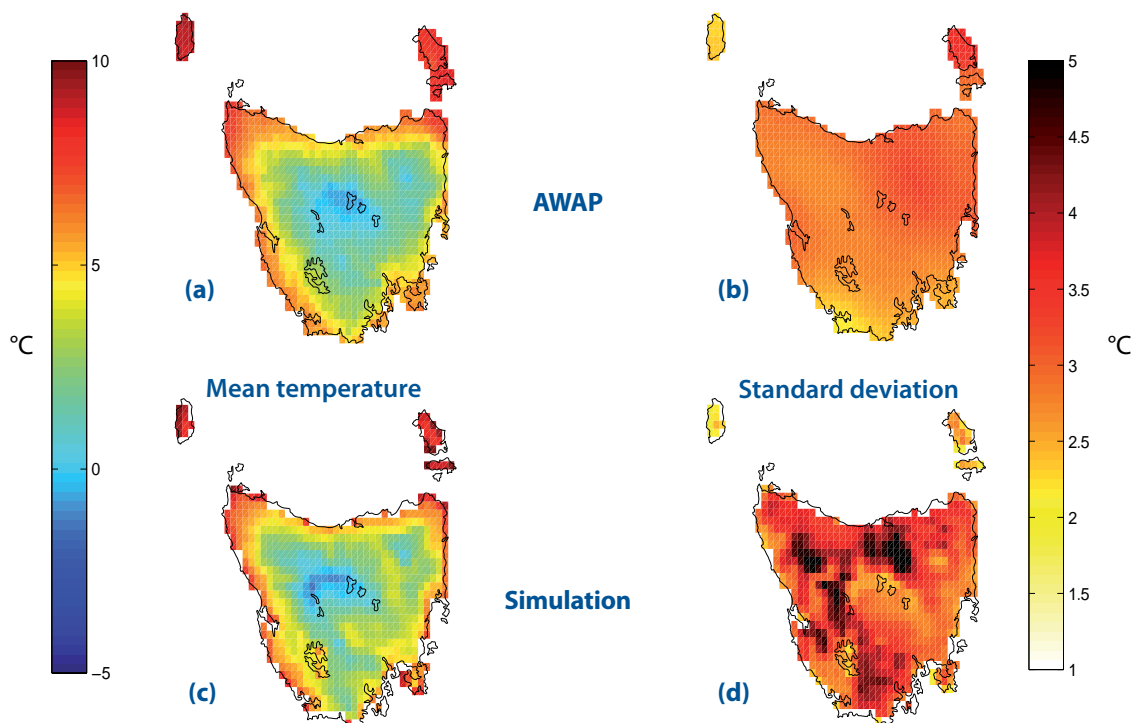 10
5
0
−5
°C
(a)
AWAP
(b)
5
4.5
4
3.5
3
2.5
2
1.5
1
°C
Mean temperature
Standard deviation
Simulation
(c)
(d)